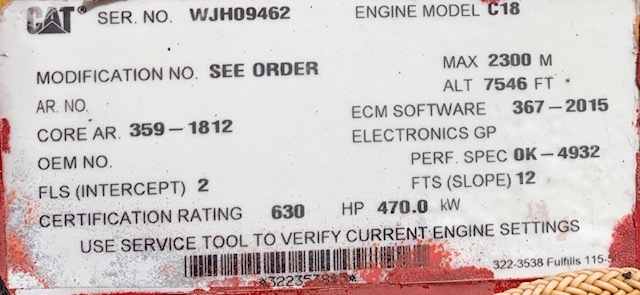 CAT® SER. NO. WJH09462 ENGINE MODEL C18
MODIFICATION NO. SEE ORDER MAX 2300 M
ALT 7546 FT
AR. NO. ECM SOFTWARE 367-2015
CORE AR. 359-1812 ELECTRONICS GP
OEM NO. PERF. SPEC 0K-4932
FLS (INTERCEPT) 2 FTS (SLOPE) 12
CERTIFICATION RATING 630 HP 470.0 kW
USE SERVICE TOOL TO VERIFY CURRENT ENGINE SETTINGS
322-3538 Fulfills